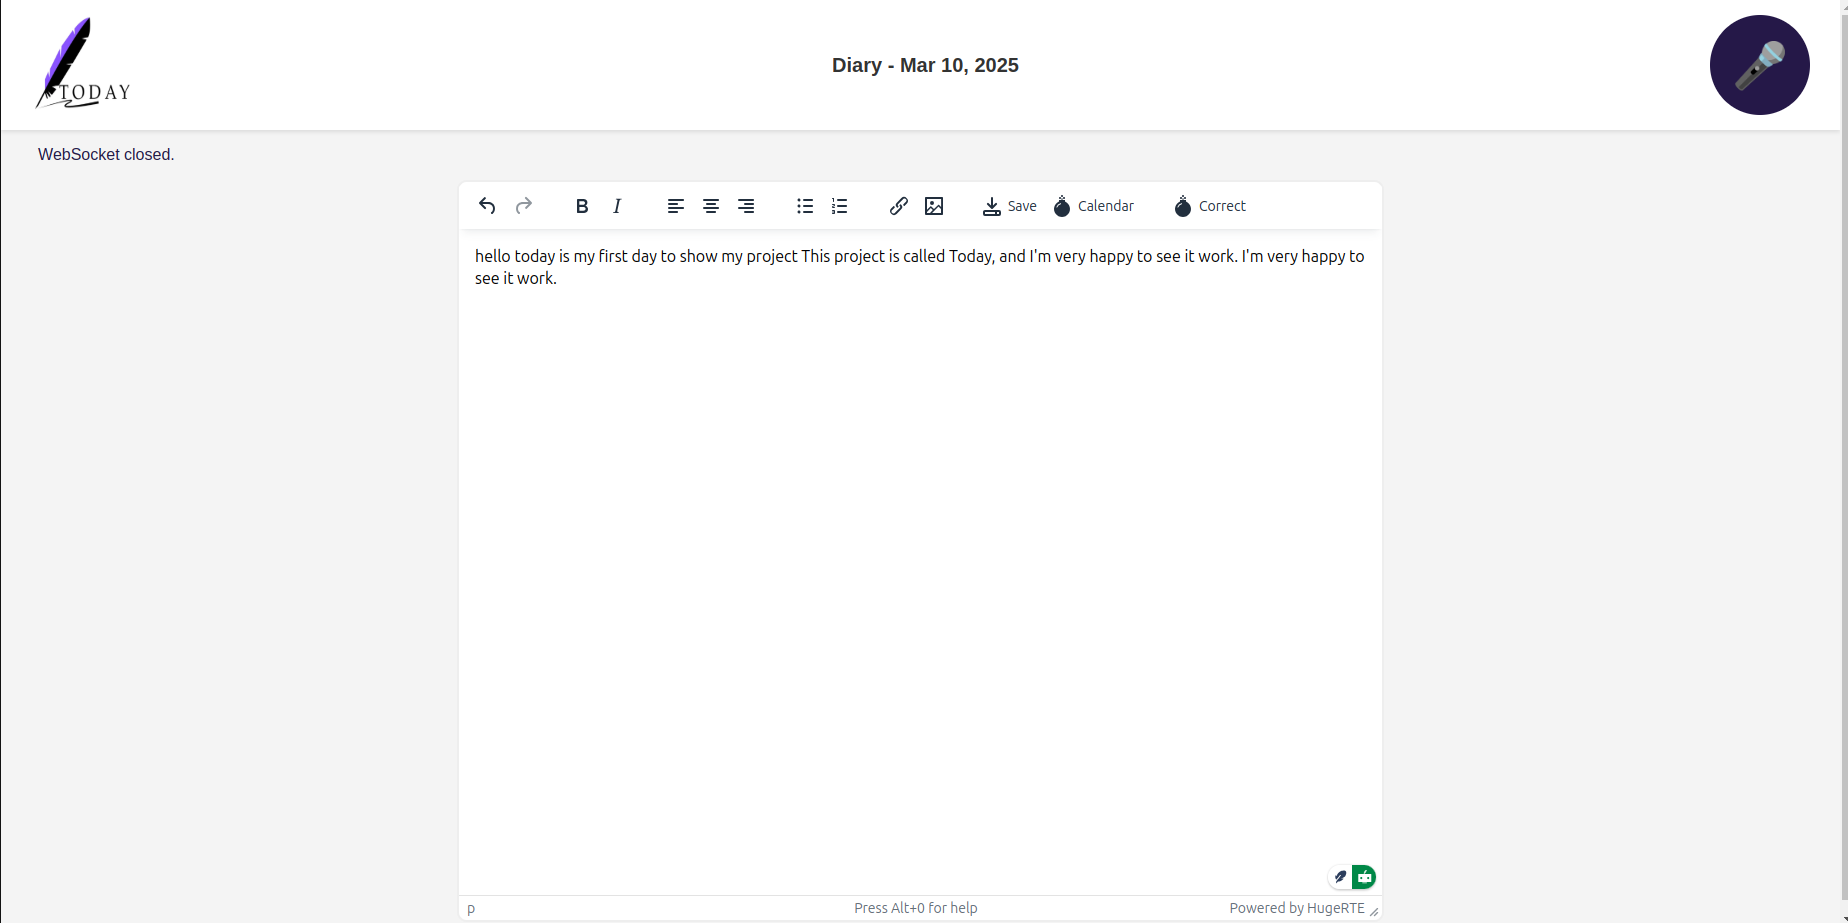 TODAY
Diary - Mar 10, 2025
WebSocket closed.
B I Save Calendar Correct
hello today is my first day to show my project This project is called Today, and I'm very happy to see it work. I'm very happy to
see it work.
p Press Alt+0 for help Powered by HugeRTE